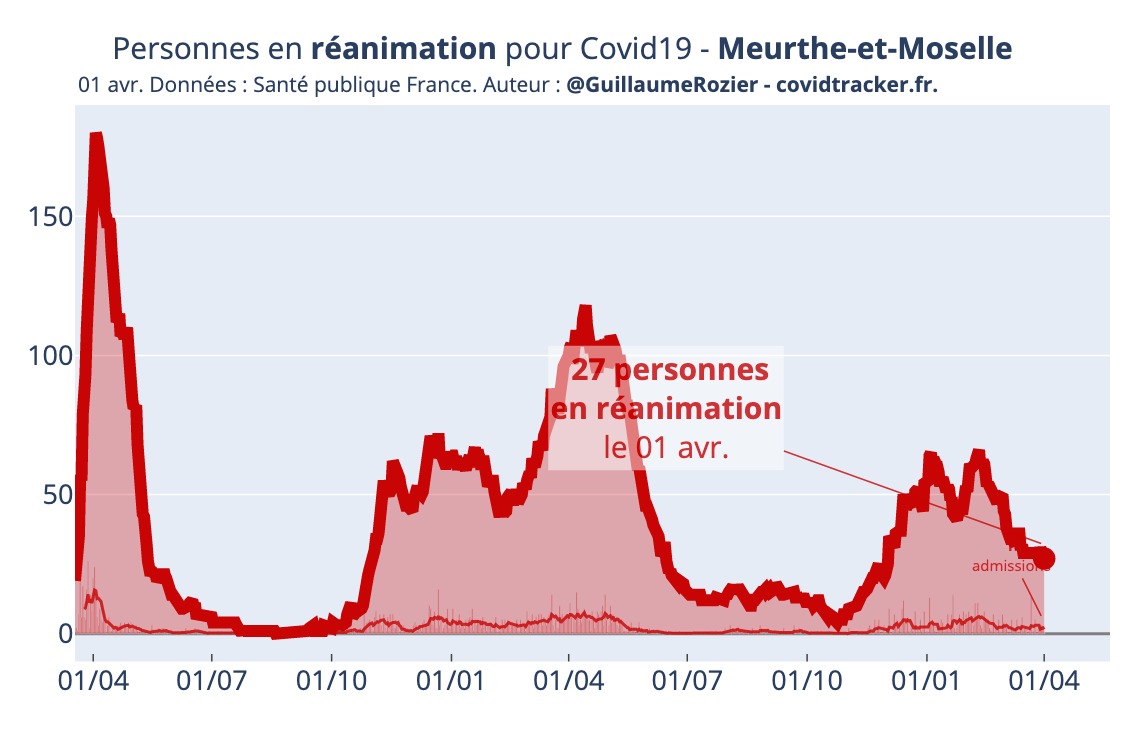 Personnes en réanimation pour Covid19 - Meurthe-et-Moselle
01 avr. Données : Santé publique France. Auteur : @GuillaumeRozier - covidtracker.fr.
150
100
50
0
27 personnes
en réanimation
le 01 avr.
admissions
01/04 01/07 01/10 01/01 01/04 01/07 01/10 01/01 01/04